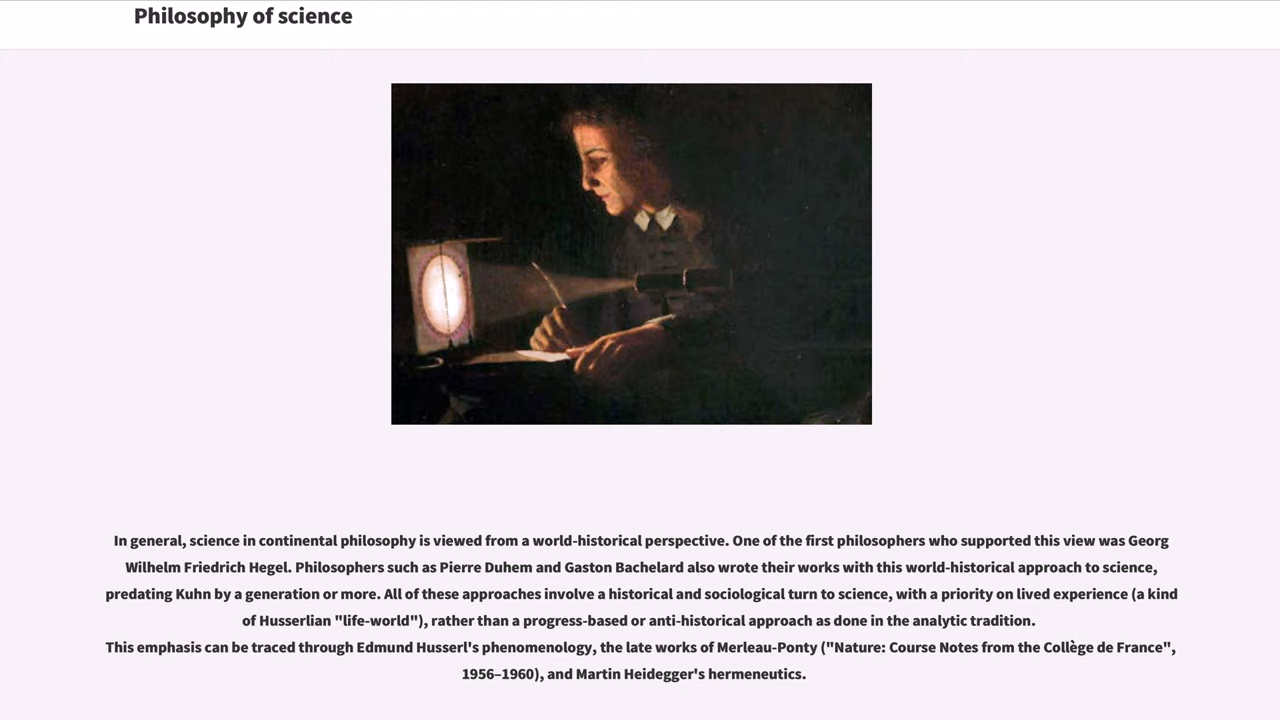 Philosophy of science
In general, science in continental philosophy is viewed from a world-historical perspective. One of the first philosophers who supported this view was Georg
Wilhelm Friedrich Hegel. Philosophers such as Pierre Duhem and Gaston Bachelard also wrote their works with this world-historical approach to science,
predating Kuhn by a generation or more. All of these approaches involve a historical and sociological turn to science, with a priority on lived experience (a kind
of Husserlian "life-world"), rather than a progress-based or anti-historical approach as done in the analytic tradition.
This emphasis can be traced through Edmund Husserl's phenomenology, the late works of Merleau-Ponty ("Nature: Course Notes from the Collège de France",
1956–1960), and Martin Heidegger's hermeneutics.